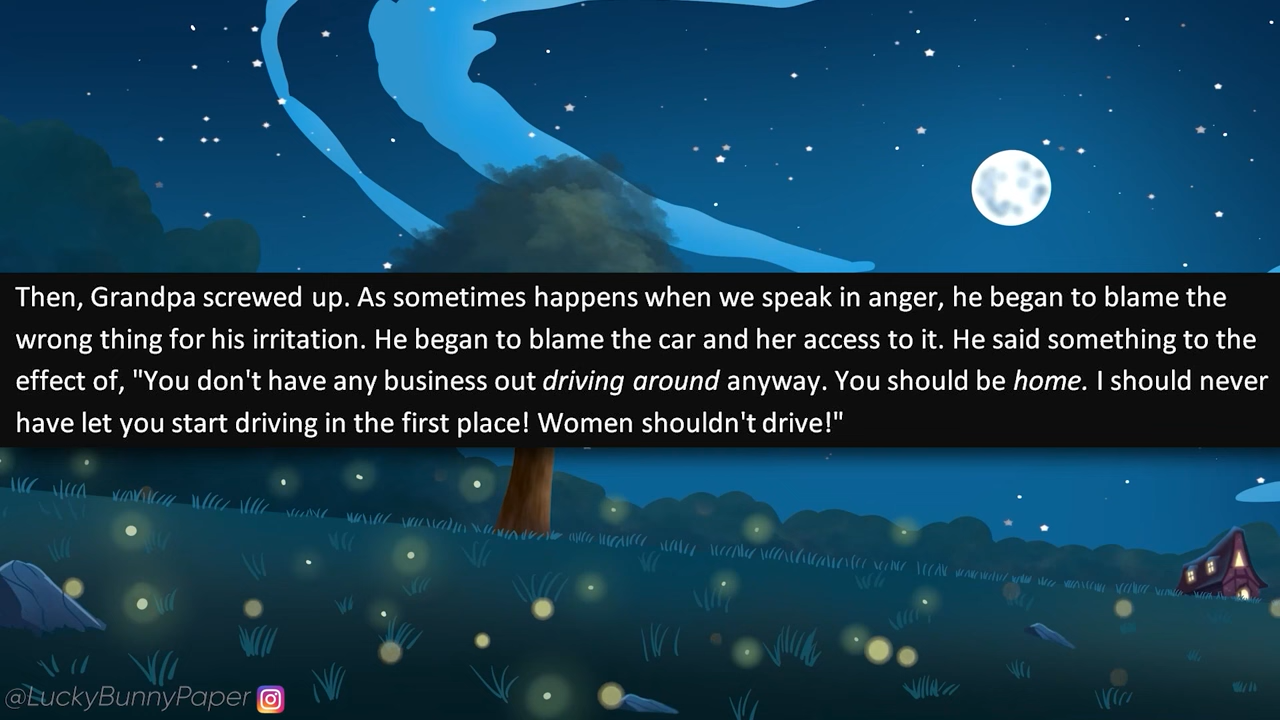 Then, Grandpa screwed up. As sometimes happens when we speak in anger, he began to blame the
wrong thing for his irritation. He began to blame the car and her access to it. He said something to the
effect of, "You don't have any business out driving around anyway. You should be home. I should never
have let you start driving in the first place! Women shouldn't drive!"
@LuckyBunnyPaper